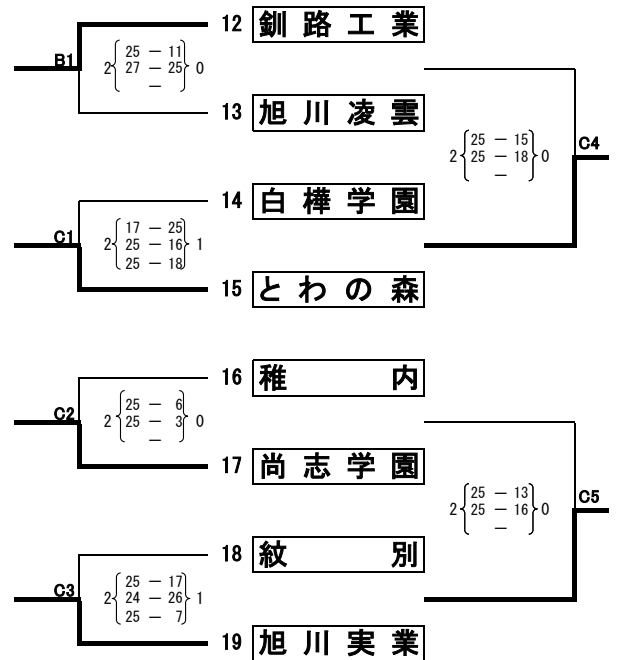 12 釧路工業
B1
2 25 － 11 0
27 － 25
－
13 旭川凌雲
25 － 15
2 25 － 18 0
－
C4
14 白樺学園
C1
17 － 25
2 25 － 16 1
25 － 18
15 とわの森
16 稚内
C2
25 － 6
2 25 － 3 0
－
17 尚志学園
25 － 13
2 25 － 16 0
－
C5
18 紋別
C3
25 － 17
2 24 － 26 1
25 － 7
19 旭川実業